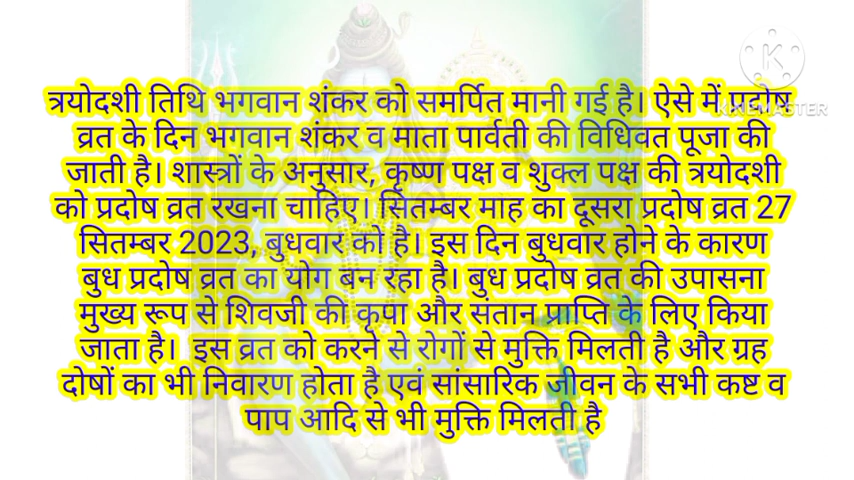 त्रयोदशी तिथि भगवान शंकर को समर्पित मानी गई है। ऐसे में प्रदोष
व्रत के दिन भगवान शंकर व माता पार्वती की विधिवत पूजा की
जाती है। शास्त्रों के अनुसार, कृष्ण पक्ष व शुक्ल पक्ष की त्रयोदशी
को प्रदोष व्रत रखना चाहिए। सितम्बर माह का दूसरा प्रदोष व्रत 27
सितम्बर 2023, बुधवार को है। इस दिन बुधवार होने के कारण
बुध प्रदोष व्रत का योग बन रहा है। बुध प्रदोष व्रत की उपासना
मुख्य रूप से शिवजी की कृपा और संतान प्राप्ति के लिए किया
जाता है। इस व्रत को करने से रोगों से मुक्ति मिलती है और ग्रह
दोषों का भी निवारण होता है एवं सांसारिक जीवन के सभी कष्ट व
पाप आदि से भी मुक्ति मिलती है
K
KINEMASTER